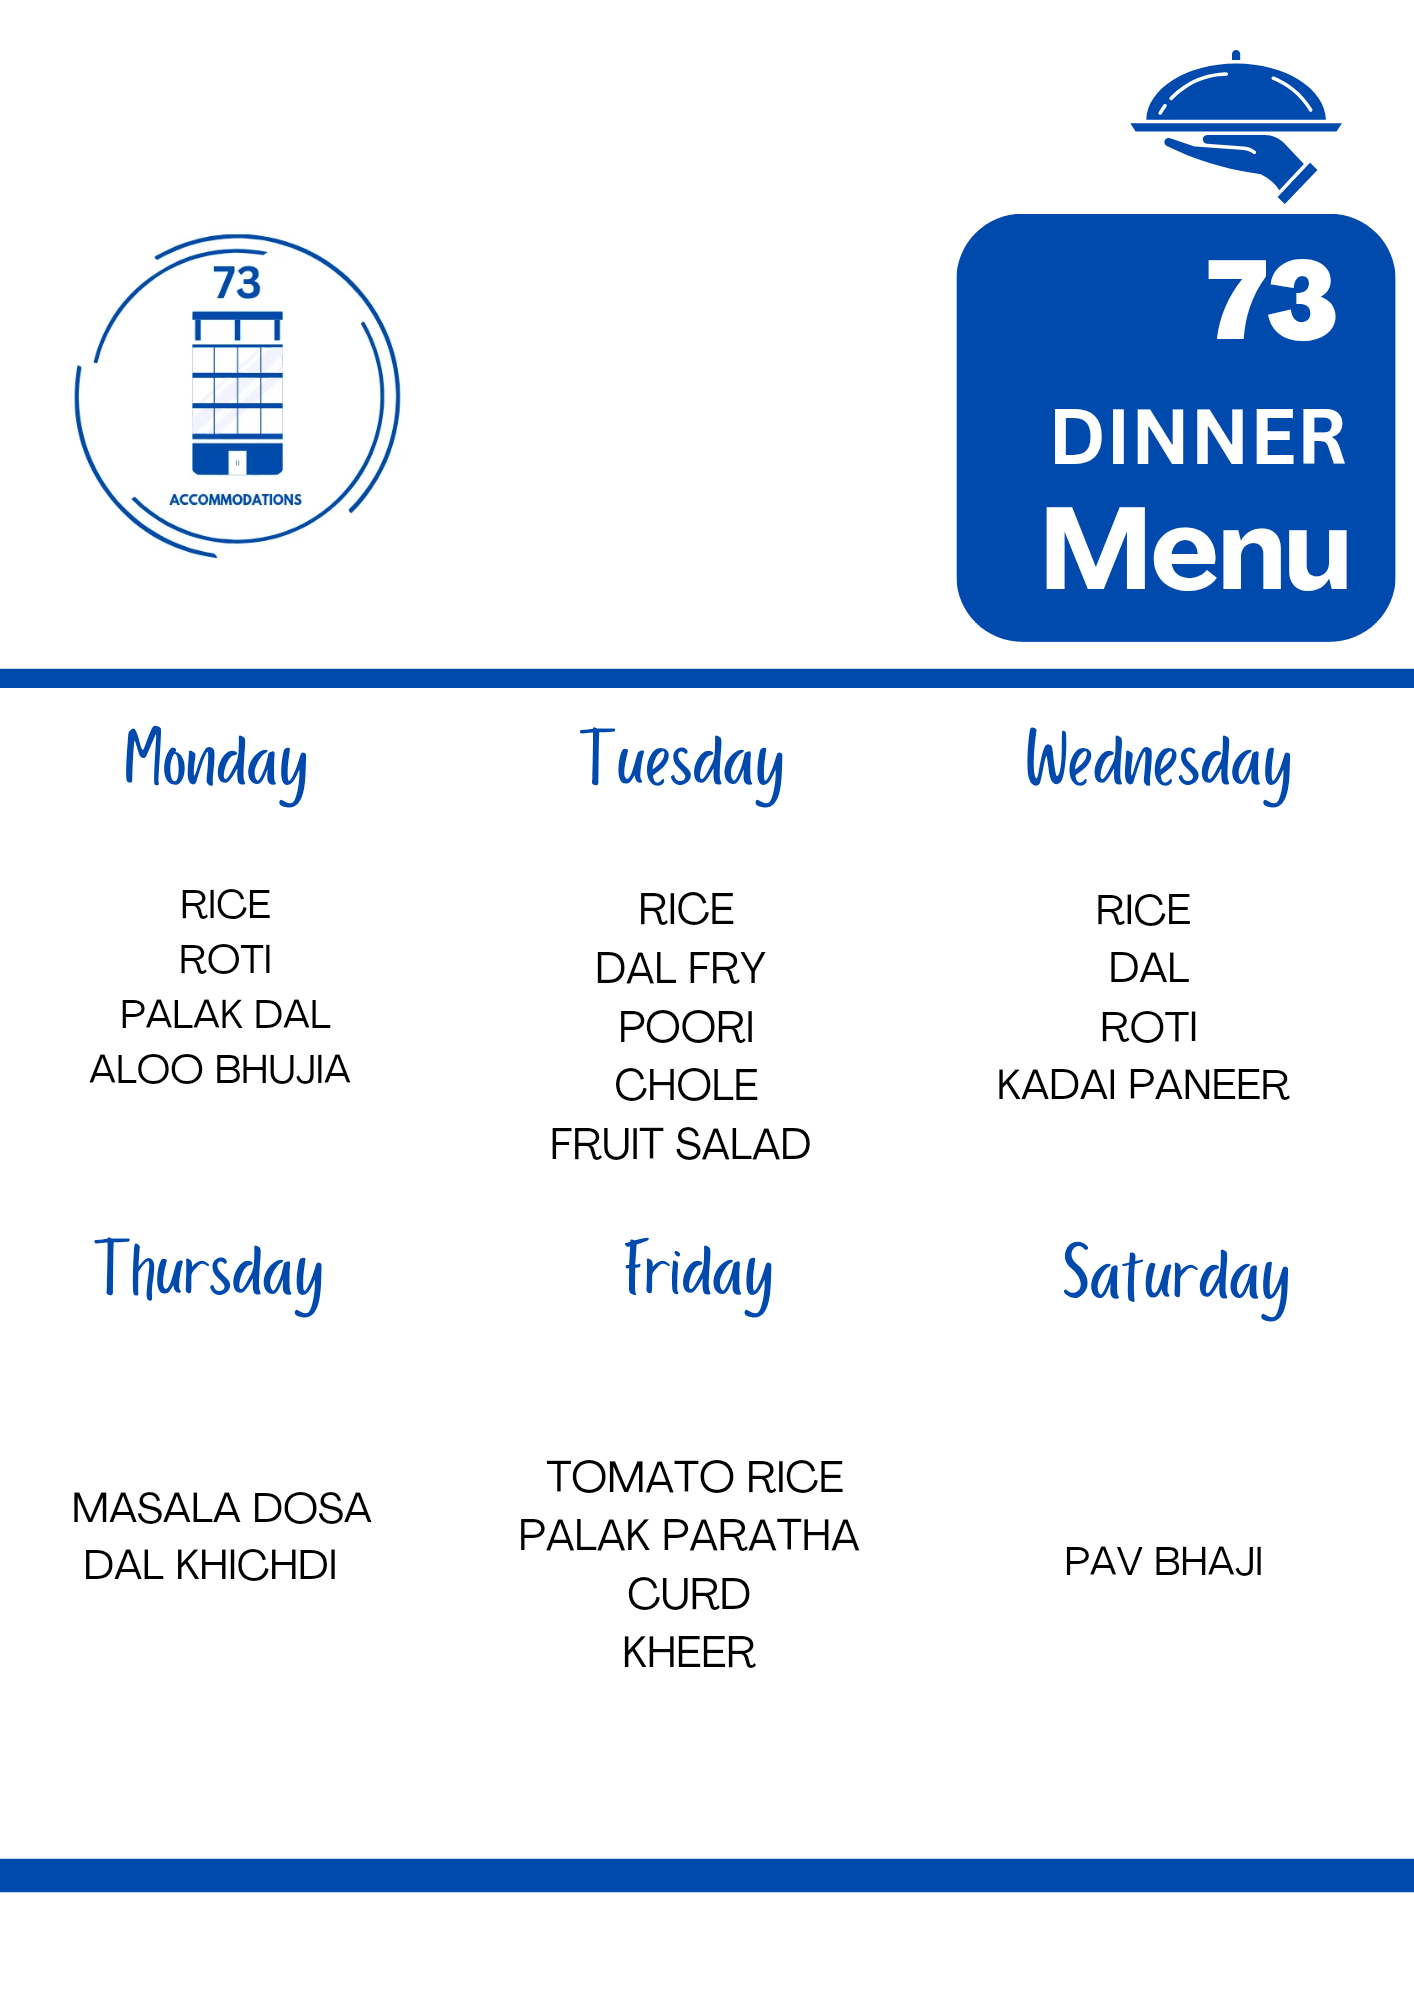 73
ACCOMMODATIONS
73
DINNER
Menu
Monday
RICE
ROTI
PALAK DAL
ALOO BHUJIA
Tuesday
RICE
DAL FRY
POORI
CHOLE
FRUIT SALAD
Wednesday
RICE
DAL
ROTI
KADAI PANEER
Thursday
MASALA DOSA
DAL KHICHDI
Friday
TOMATO RICE
PALAK PARATHA
CURD
KHEER
Saturday
PAV BHAJI